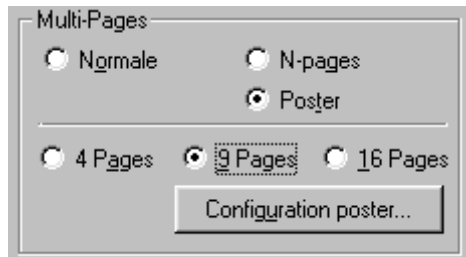 Multi-Pages
Normale N-pages
Poster
4 Pages 9 Pages 16 Pages
Configuration poster...